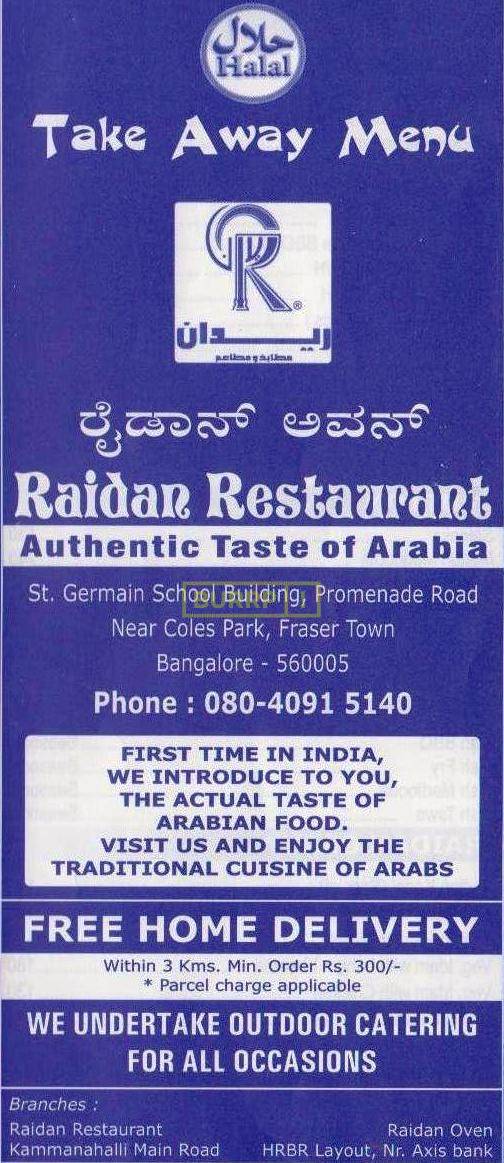 حلال
Halal
Take Away Menu
R®
ريـــدان
مطابخ و مطاعم
ರೈಡಾನ್ ಅವನ್
Raidan Restaurant
Authentic Taste of Arabia
St. Germain School Building, Promenade Road
BURRP!
Near Coles Park, Fraser Town
Bangalore - 560005
Phone : 080-4091 5140
FIRST TIME IN INDIA,
WE INTRODUCE TO YOU,
THE ACTUAL TASTE OF
ARABIAN FOOD.
VISIT US AND ENJOY THE
TRADITIONAL CUISINE OF ARABS
FREE HOME DELIVERY
Within 3 Kms. Min. Order Rs. 300/-
* Parcel charge applicable
WE UNDERTAKE OUTDOOR CATERING
FOR ALL OCCASIONS
Branches :
Raidan Restaurant
Kammanahalli Main Road
Raidan Oven
HRBR Layout, Nr. Axis bank